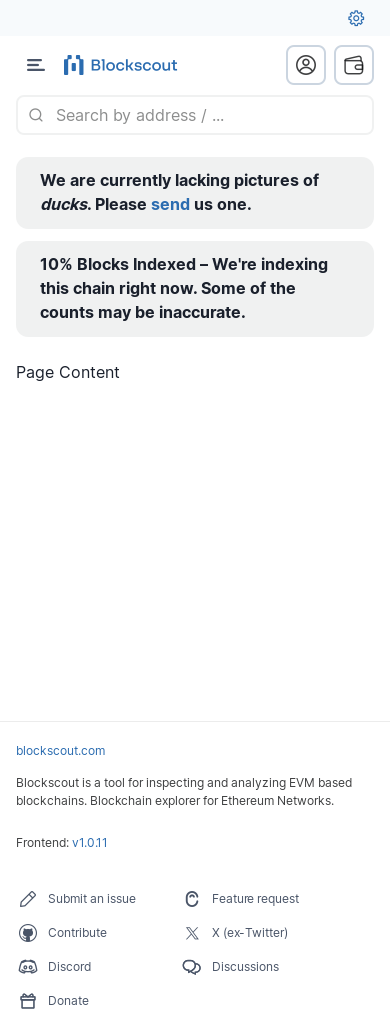 Blockscout
Search by address / ...
We are currently lacking pictures of
ducks. Please send us one.
10% Blocks Indexed – We're indexing
this chain right now. Some of the
counts may be inaccurate.
Page Content
blockscout.com
Blockscout is a tool for inspecting and analyzing EVM based
blockchains. Blockchain explorer for Ethereum Networks.
Frontend: v1.0.11
Submit an issue
Feature request
Contribute
X (ex-Twitter)
Discord
Discussions
Donate